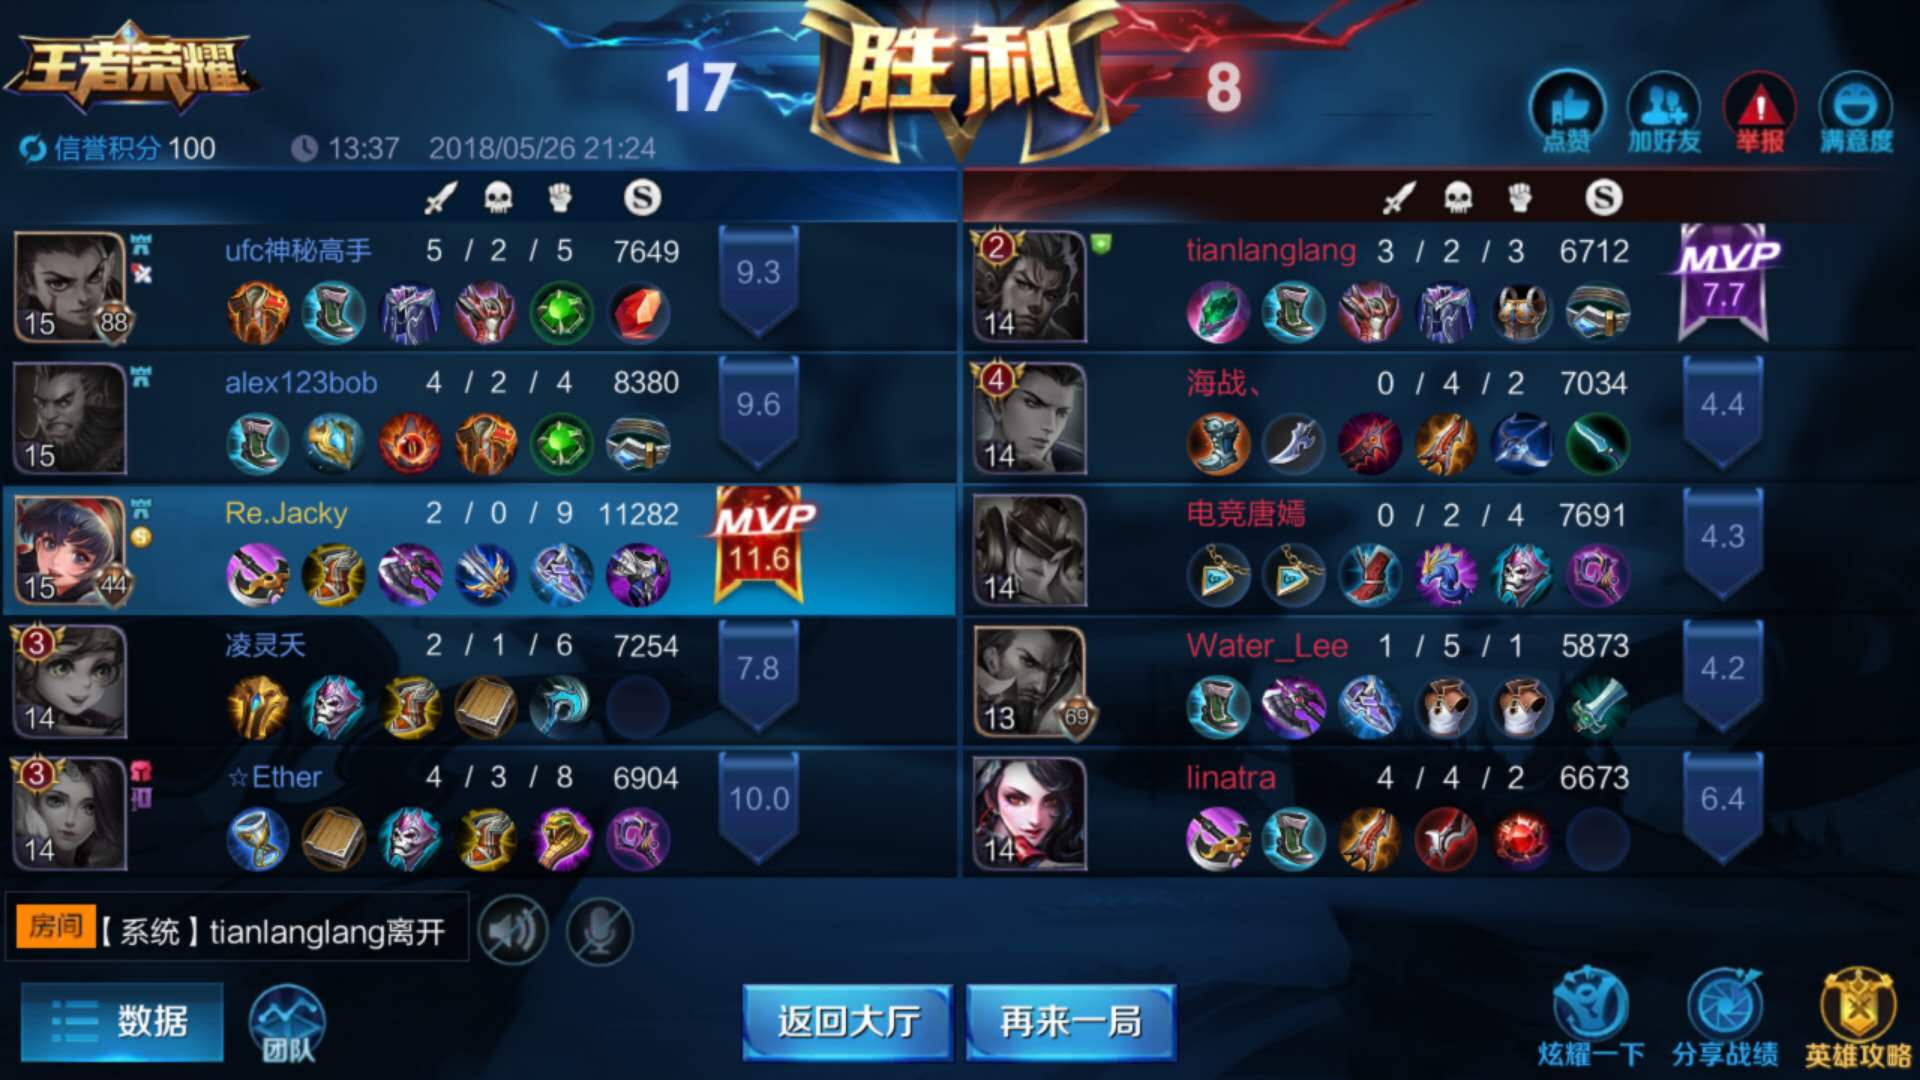 王者荣耀
17
胜利
8
信誉积分 100
13:37
2018/05/26 21:24
点赞
加好友
举报
满意度
S
S
15
88
ufc神秘高手
5 / 2 / 5
7649
9.3
2
14
tianlanglang
3 / 2 / 3
6712
MVP
7.7
15
alex123bob
4 / 2 / 4
8380
9.6
4
14
海战、
0 / 4 / 2
7034
4.4
15
44
S
Re.Jacky
2 / 0 / 9
11282
MVP
11.6
14
电竞唐嫣
0 / 2 / 4
7691
4.3
3
14
凌灵夭
2 / 1 / 6
7254
7.8
13
69
Water_Lee
1 / 5 / 1
5873
4.2
3
14
☆Ether
4 / 3 / 8
6904
10.0
14
linatra
4 / 4 / 2
6673
6.4
房间【系统】tianlanglang离开
数据
团队
返回大厅
再来一局
炫耀一下
分享战绩
英雄攻略